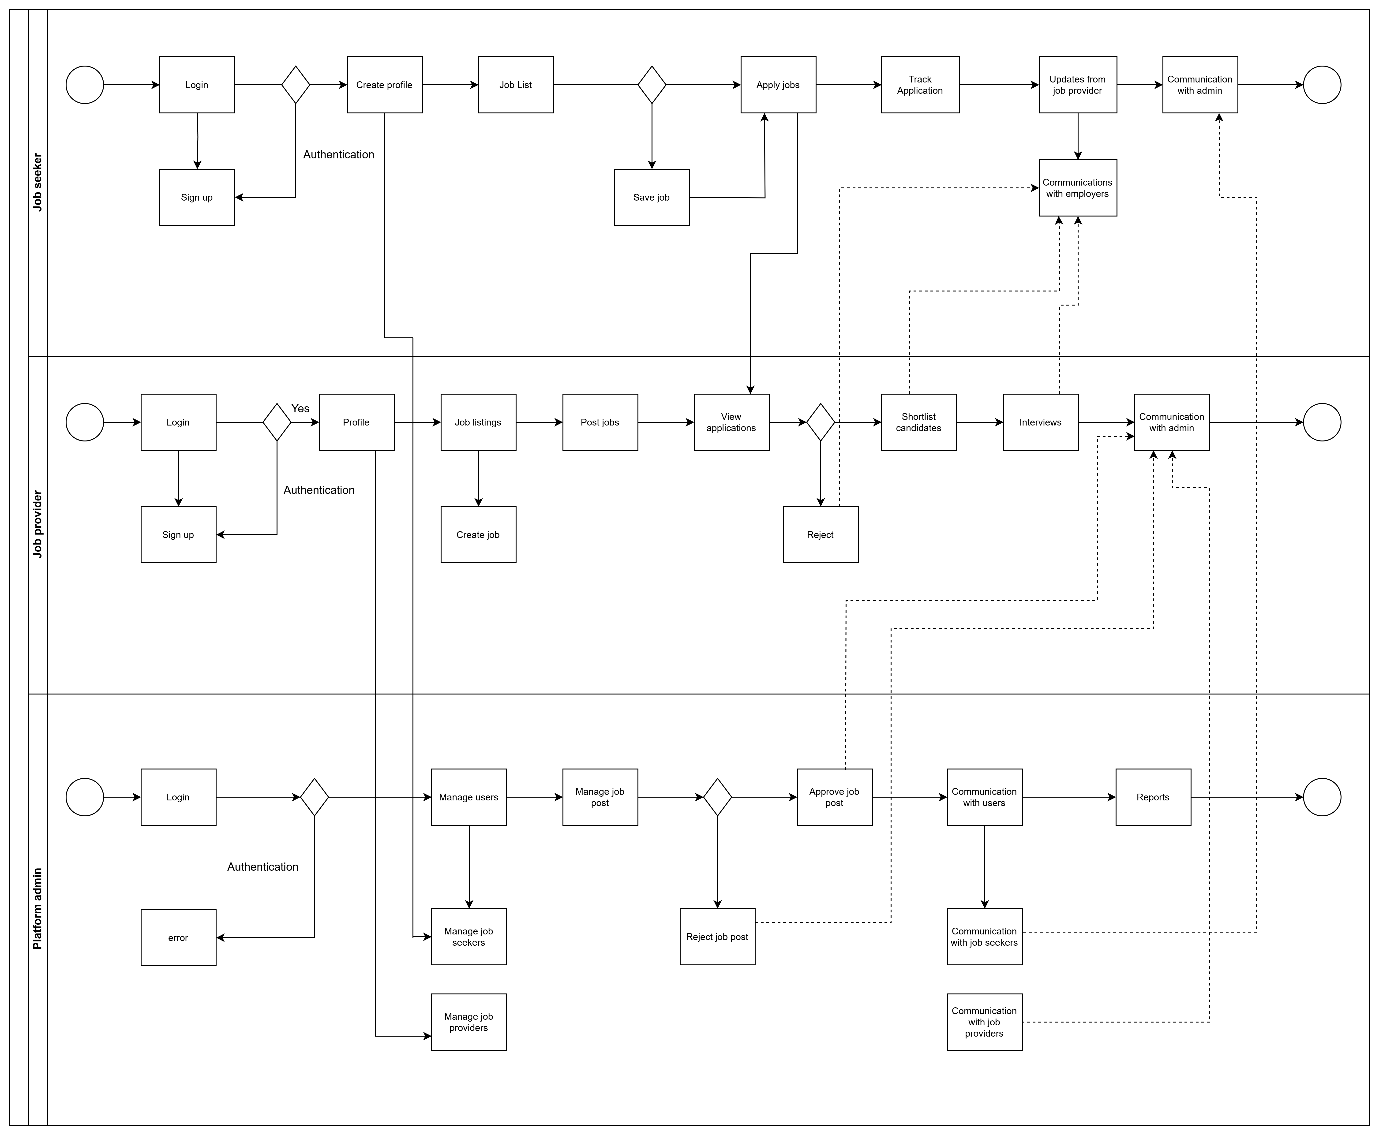 Job seeker
Login
Create profile
Job List
Apply jobs
Track
Application
Updates from
job provider
Communication
with admin
Authentication
Sign up
Save job
Communications
with employers
Job provider
Login
Yes
Profile
Job listings
Post jobs
View
applications
Shortlist
candidates
Interviews
Communication
with admin
Authentication
Sign up
Create job
Reject
Platform admin
Login
Manage users
Manage job
post
Approve job
post
Communication
with users
Reports
Authentication
error
Manage job
seekers
Reject job post
Communication
with job seekers
Manage job
providers
Communication
with job
providers